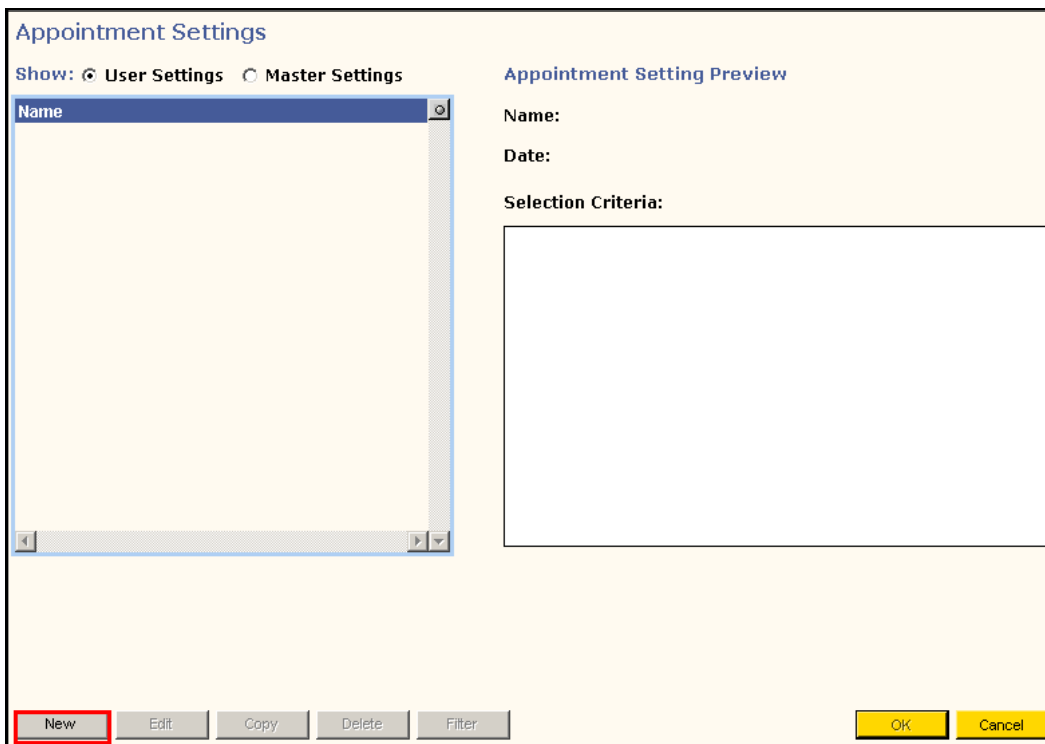 Appointment Settings
Show: User Settings Master Settings
Name
Appointment Setting Preview
Name:
Date:
Selection Criteria:
New Edit Copy Delete Filter OK Cancel